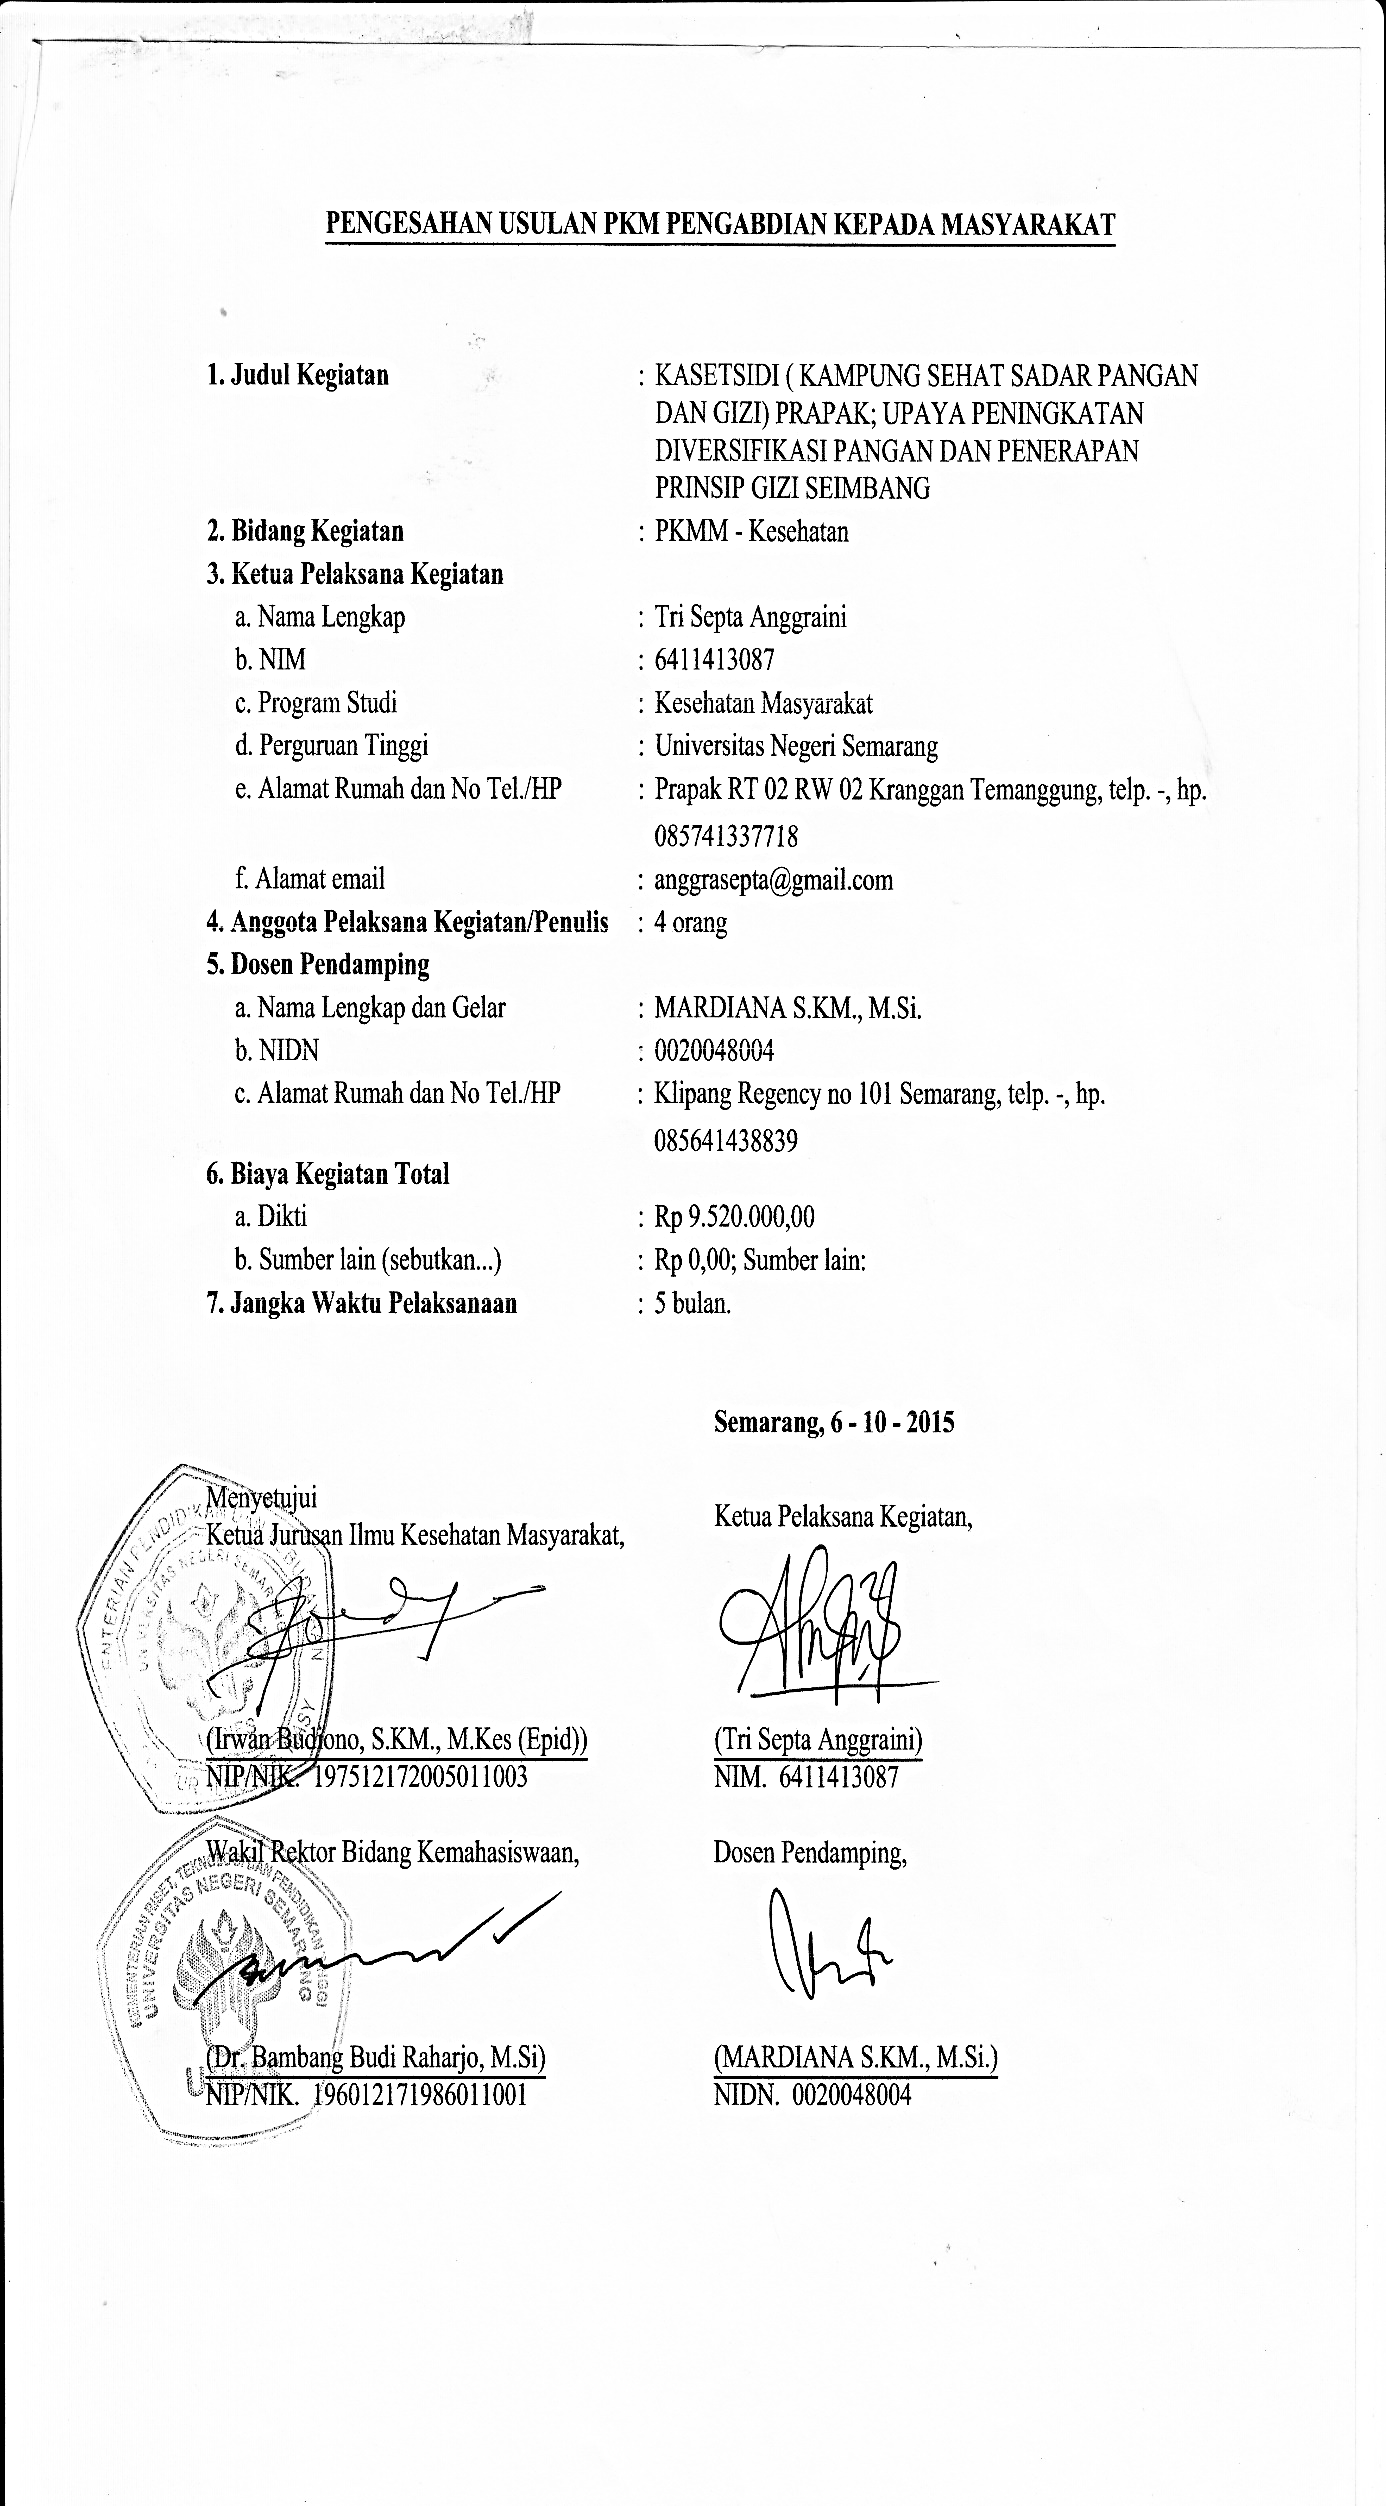 PENGESAHAN USULAN PKM PENGABDIAN KEPADA MASYARAKAT
1. Judul Kegiatan : KASETSIDI ( KAMPUNG SEHAT SADAR PANGAN
DAN GIZI) PRAPAK; UPAYA PENINGKATAN
DIVERSIFIKASI PANGAN DAN PENERAPAN
PRINSIP GIZI SEIMBANG
2. Bidang Kegiatan : PKMM - Kesehatan
3. Ketua Pelaksana Kegiatan
a. Nama Lengkap : Tri Septa Anggraini
b. NIM : 6411413087
c. Program Studi : Kesehatan Masyarakat
d. Perguruan Tinggi : Universitas Negeri Semarang
e. Alamat Rumah dan No Tel./HP : Prapak RT 02 RW 02 Kranggan Temanggung, telp. -, hp.
085741337718
f. Alamat email : anggrasepta@gmail.com
4. Anggota Pelaksana Kegiatan/Penulis : 4 orang
5. Dosen Pendamping
a. Nama Lengkap dan Gelar : MARDIANA S.KM., M.Si.
b. NIDN : 0020048004
c. Alamat Rumah dan No Tel./HP : Klipang Regency no 101 Semarang, telp. -, hp.
085641438839
6. Biaya Kegiatan Total
a. Dikti : Rp 9.520.000,00
b. Sumber lain (sebutkan...) : Rp 0,00; Sumber lain:
7. Jangka Waktu Pelaksanaan : 5 bulan.
Semarang, 6 - 10 - 2015
Menyetujui
Ketua Jurusan Ilmu Kesehatan Masyarakat,
Ketua Pelaksana Kegiatan,
(Irwan Budiono, S.KM., M.Kes (Epid))
NIP/NIK. 197512172005011003
(Tri Septa Anggraini)
NIM. 6411413087
Wakil Rektor Bidang Kemahasiswaan,
Dosen Pendamping,
UNIVERSITAS NEGERI SEMARANG
(Dr. Bambang Budi Raharjo, M.Si)
NIP/NIK. 196012171986011001
(MARDIANA S.KM., M.Si.)
NIDN. 0020048004